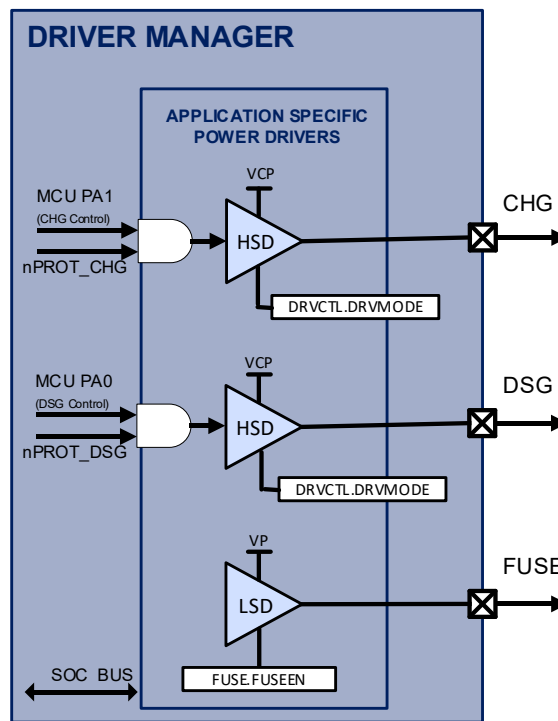 DRIVER MANAGER
APPLICATION SPECIFIC
POWER DRIVERS
VCP
MCU PA1
(CHG Control)
nPROT_CHG
HSD
CHG
DRVCTL.DRVMODE
VCP
MCU PA0
(DSG Control)
nPROT_DSG
HSD
DSG
DRVCTL.DRVMODE
VP
LSD
FUSE
SOC BUS
FUSE.FUSEEN